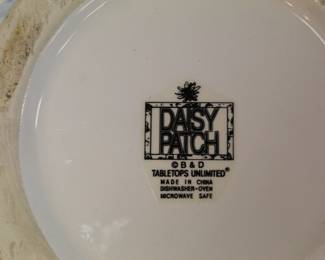 DAISY
PATCH
© B & D
TABLETOPS UNLIMITED®
MADE IN CHINA
DISHWASHER-OVEN
MICROWAVE SAFE